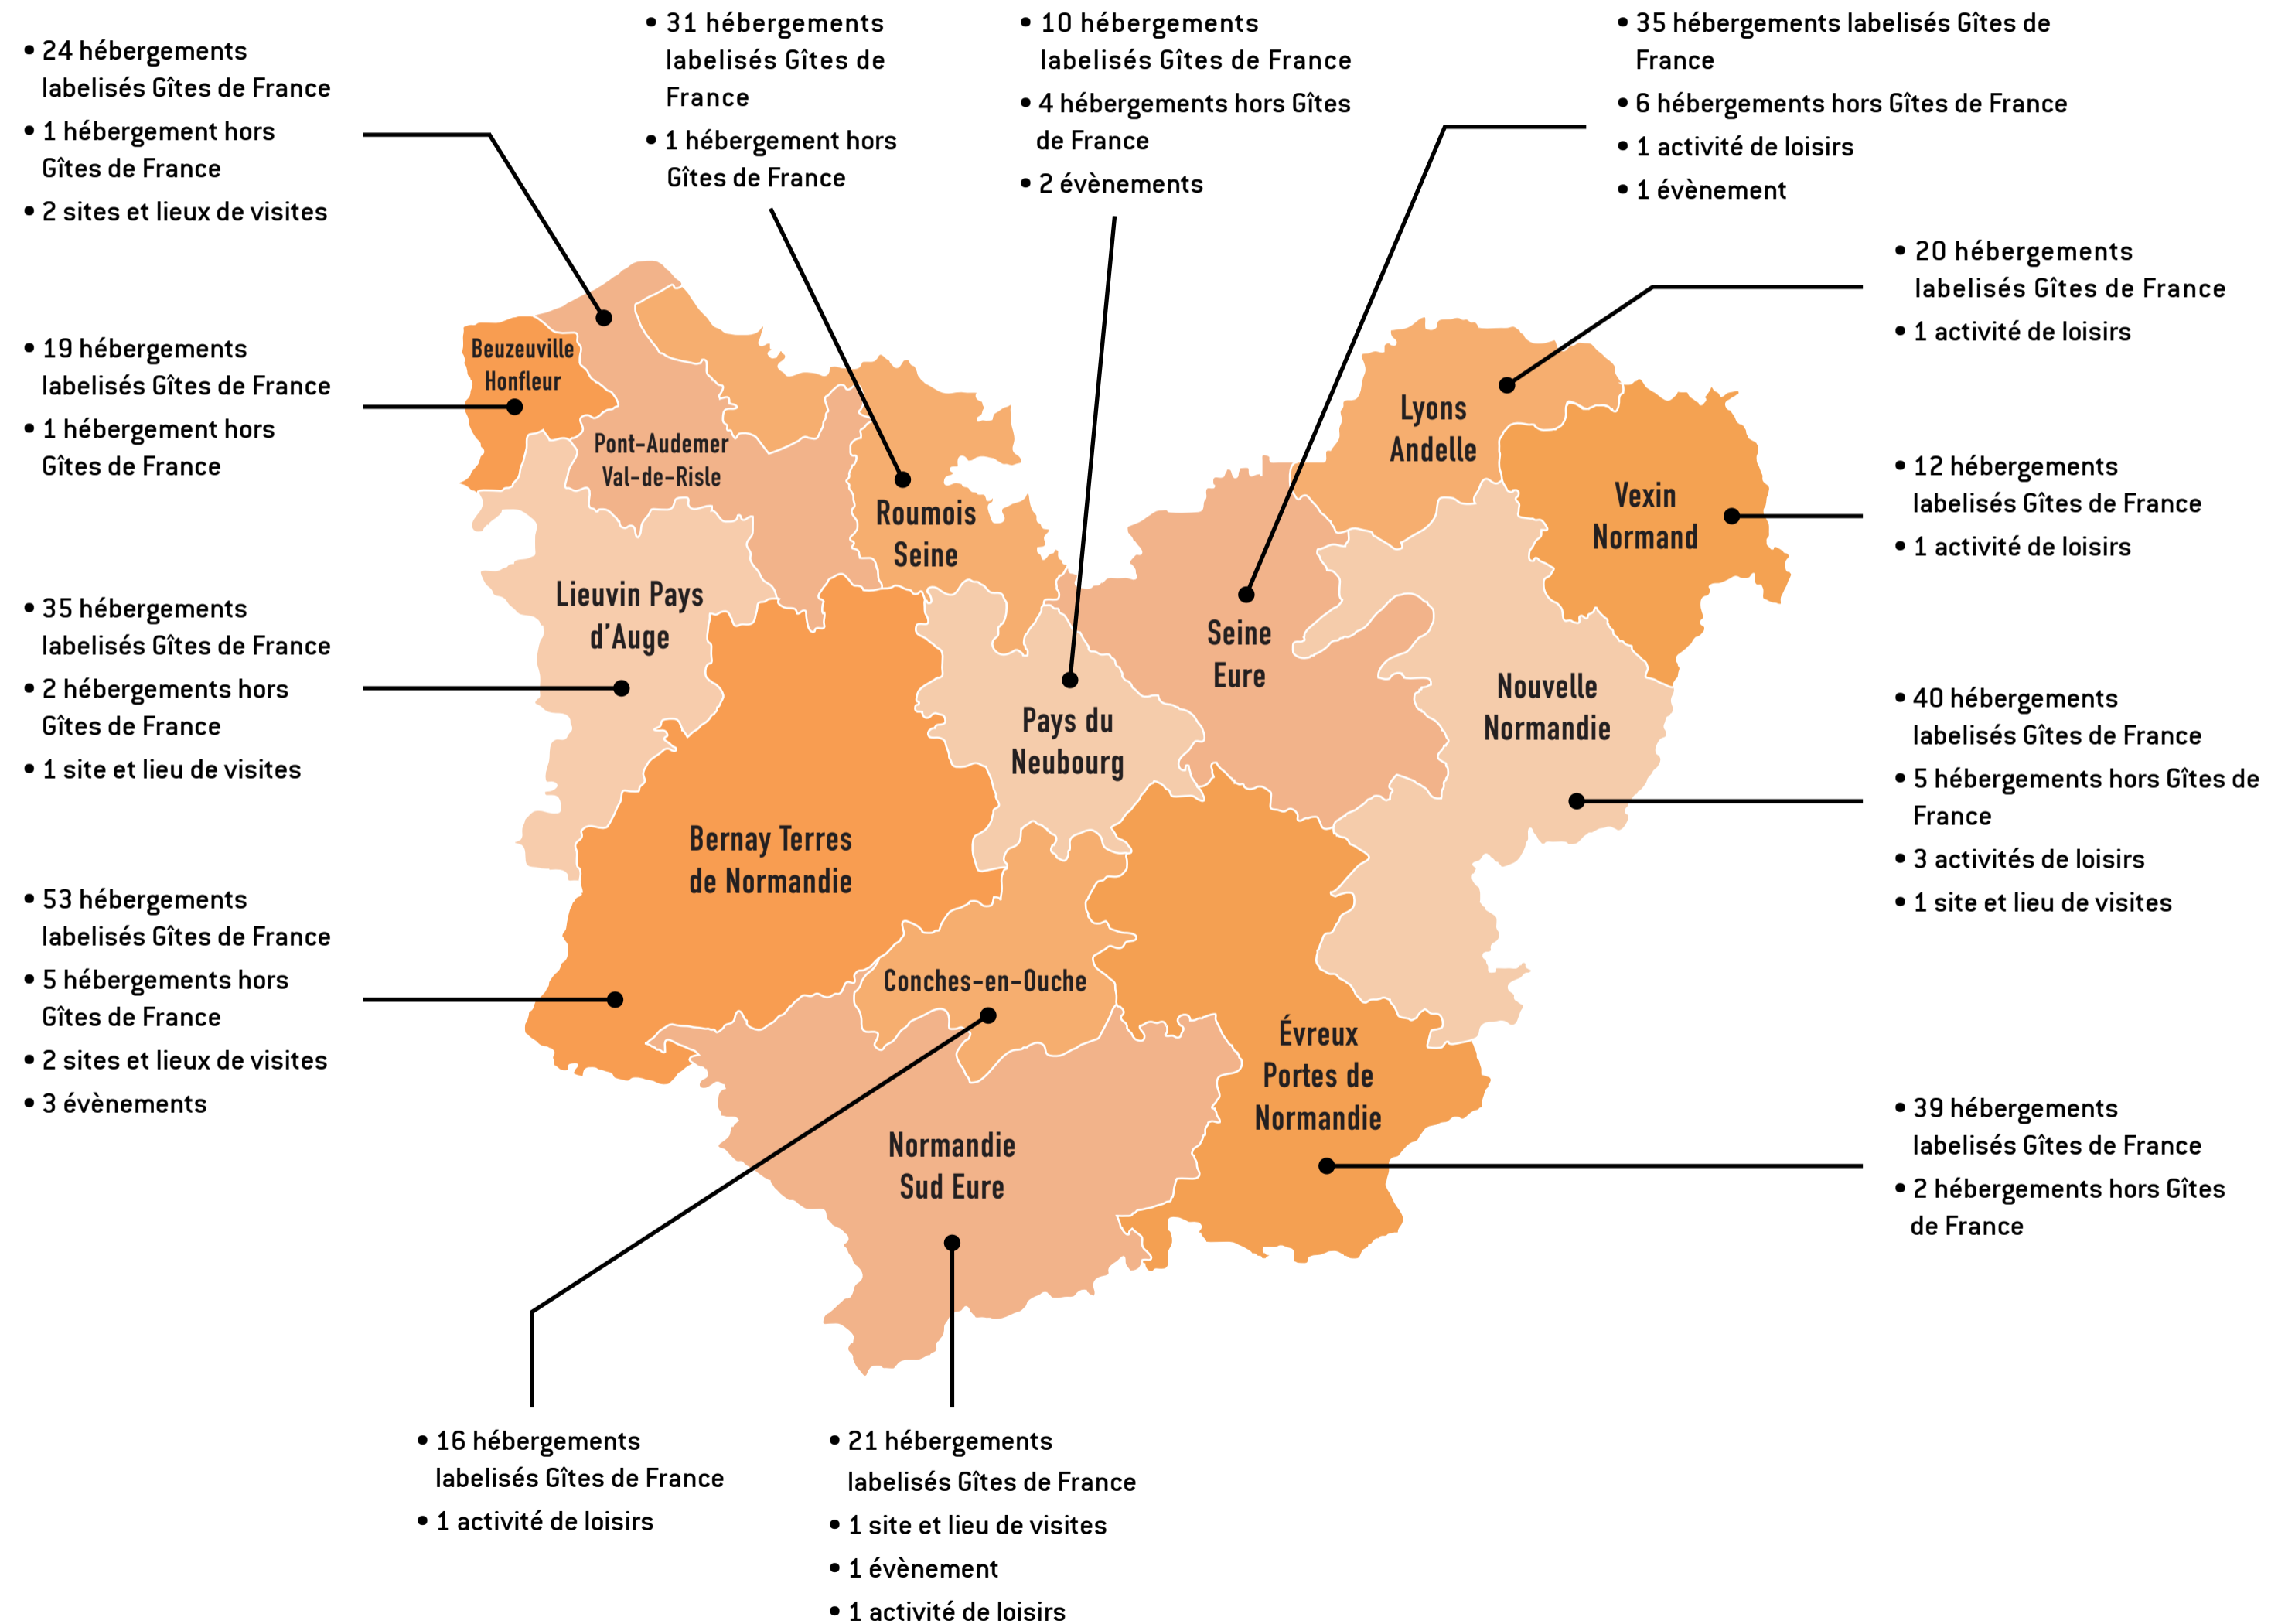 • 24 hébergements
labelisés Gîtes de France
• 1 hébergement hors
Gîtes de France
• 2 sites et lieux de visites
• 31 hébergements
labelisés Gîtes de
France
• 1 hébergement hors
Gîtes de France
• 10 hébergements
labelisés Gîtes de France
• 4 hébergements hors Gîtes
de France
• 2 évènements
• 35 hébergements labelisés Gîtes de
France
• 6 hébergements hors Gîtes de France
• 1 activité de loisirs
• 1 évènement
• 20 hébergements
labelisés Gîtes de France
• 1 activité de loisirs
• 19 hébergements
labelisés Gîtes de France
• 1 hébergement hors
Gîtes de France
• 12 hébergements
labelisés Gîtes de France
• 1 activité de loisirs
• 35 hébergements
labelisés Gîtes de France
• 2 hébergements hors
Gîtes de France
• 1 site et lieu de visites
• 40 hébergements
labelisés Gîtes de France
• 5 hébergements hors Gîtes de
France
• 3 activités de loisirs
• 1 site et lieu de visites
• 53 hébergements
labelisés Gîtes de France
• 5 hébergements hors
Gîtes de France
• 2 sites et lieux de visites
• 3 évènements
• 39 hébergements
labelisés Gîtes de France
• 2 hébergements hors Gîtes
de France
Beuzeuville
Honfleur
Pont-Audemer
Val-de-Risle
Roumois
Seine
Lyons
Andelle
Vexin
Normand
Lieuvin Pays
d'Auge
Seine
Eure
Pays du
Neubourg
Nouvelle
Normandie
Bernay Terres
de Normandie
Conches-en-Ouche
Évreux
Portes de
Normandie
Normandie
Sud Eure
• 16 hébergements
labelisés Gîtes de France
• 1 activité de loisirs
• 21 hébergements
labelisés Gîtes de France
• 1 site et lieu de visites
• 1 évènement
• 1 activité de loisirs